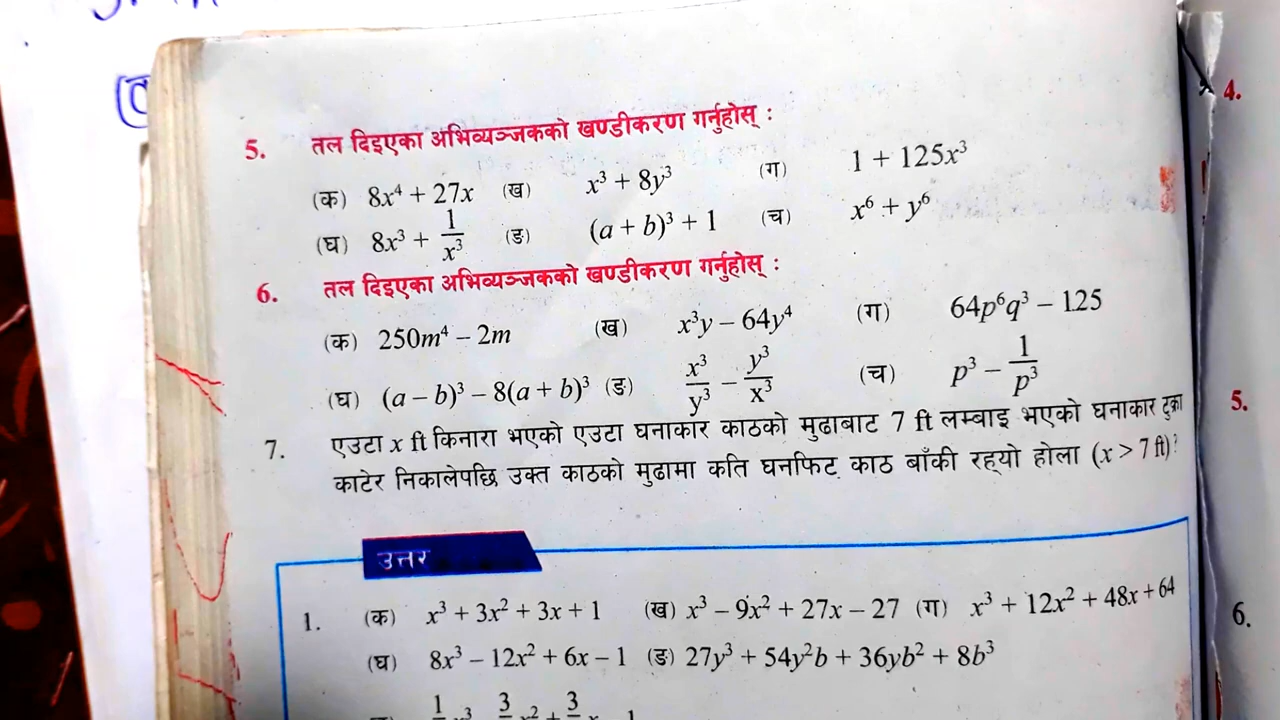 5. तल दिइएका अभिव्यञ्जकको खण्डीकरण गर्नुहोस् :
(क) 8x⁴ + 27x (ख) x³ + 8y³ (ग) 1 + 125x³
(घ) 8x³ + 1/x³ (ङ) (a + b)³ + 1 (च) x⁶ + y⁶
6. तल दिइएका अभिव्यञ्जकको खण्डीकरण गर्नुहोस् :
(क) 250m⁴ – 2m (ख) x³y – 64y⁴ (ग) 64p⁶q³ – 125
(घ) (a – b)³ – 8(a + b)³ (ङ) x³/y³ – y³/x³ (च) p³ – 1/p³
7. एउटा x ft किनारा भएको एउटा घनाकार काठको मुढाबाट 7 ft लम्बाइ भएको घनाकार टुक्रा
काटेर निकालेपछि उक्त काठको मुढामा कति घनफिट काठ बाँकी रह्यो होला (x > 7 ft)?
उत्तर
1. (क) x³ + 3x² + 3x + 1 (ख) x³ – 9x² + 27x – 27 (ग) x³ + 12x² + 48x + 64
(घ) 8x³ – 12x² + 6x – 1 (ङ) 27y³ + 54y²b + 36yb² + 8b³
4.
5.
6.